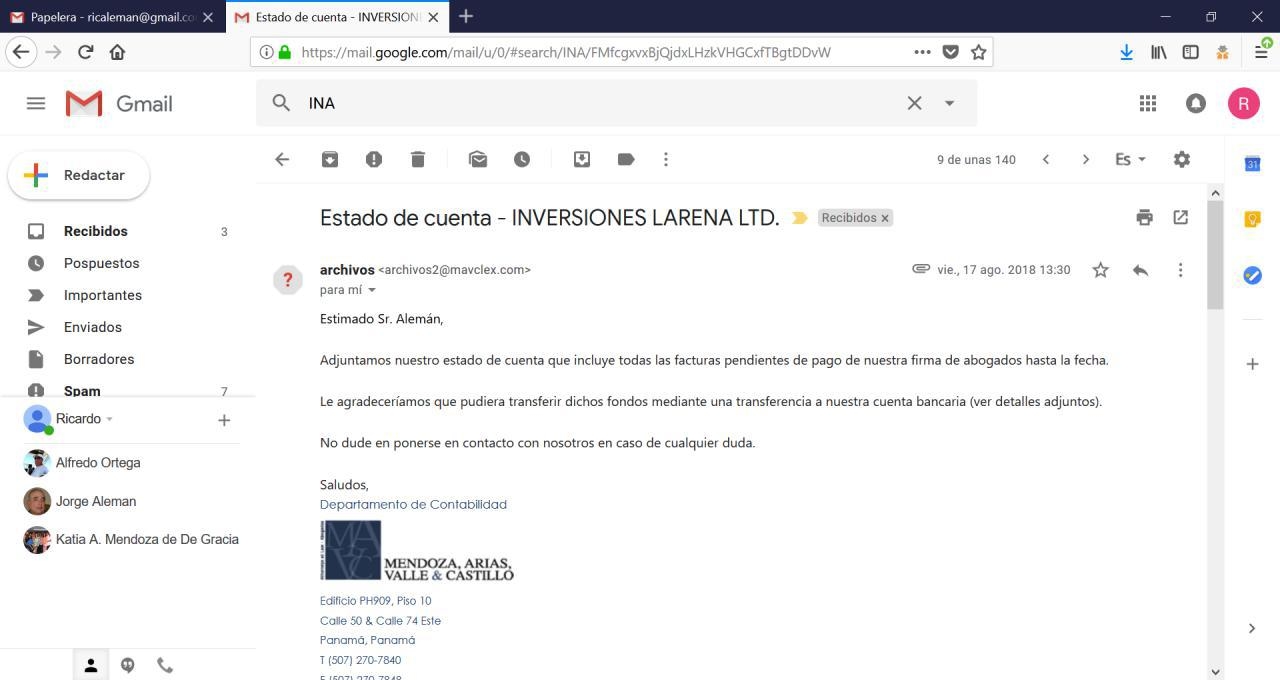 Papelera - ricaleman@gmail.co
Estado de cuenta - INVERSION
https://mail.google.com/mail/u/0/#search/INA/FMfcgxvxBjQjdxLHzkVHGCxfTBgtDDvW
Gmail
INA
R
Redactar
9 de unas 140
Es
31
Estado de cuenta - INVERSIONES LARENA LTD.
Recibidos x
Recibidos 3
Pospuestos
Importantes
Enviados
Borradores
Spam 7
Ricardo
Alfredo Ortega
Jorge Aleman
Katia A. Mendoza de De Gracia
?
archivos <archivos2@mavclex.com>
vie., 17 ago. 2018 13:30
para mí
Estimado Sr. Alemán,
Adjuntamos nuestro estado de cuenta que incluye todas las facturas pendientes de pago de nuestra firma de abogados hasta la fecha.
Le agradeceríamos que pudiera transferir dichos fondos mediante una transferencia a nuestra cuenta bancaria (ver detalles adjuntos).
No dude en ponerse en contacto con nosotros en caso de cualquier duda.
Saludos,
Departamento de Contabilidad
MAVC
MENDOZA, ARIAS,
VALLE & CASTILLO
Edificio PH909, Piso 10
Calle 50 & Calle 74 Este
Panamá, Panamá
T (507) 270-7840
F (507) 270-7848